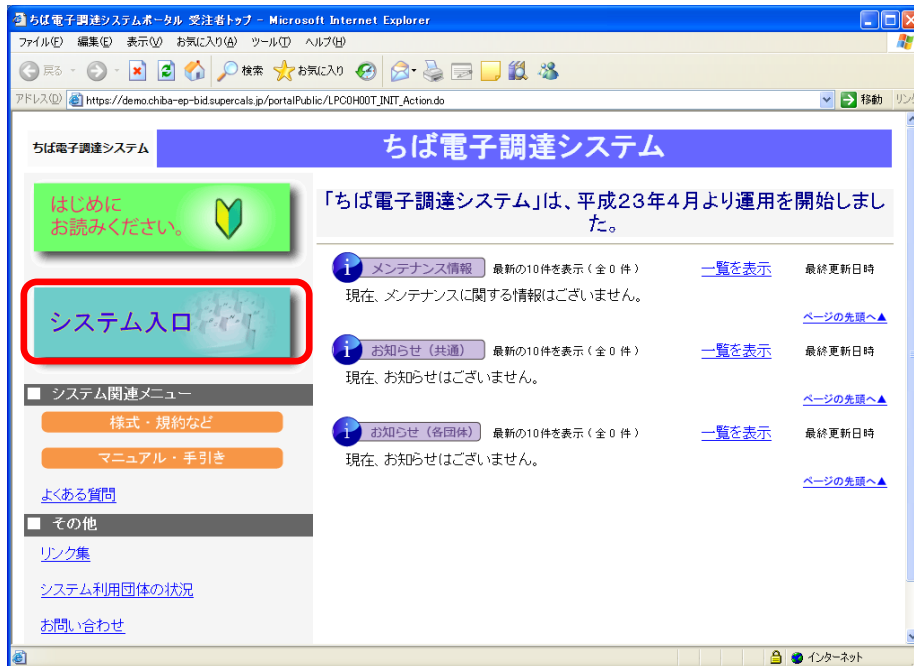 ちば電子調達システムポータル 受注者トップ - Microsoft Internet Explorer
ファイル(F) 編集(E) 表示(V) お気に入り(A) ツール(T) ヘルプ(H)
戻る 検索 お気に入り
アドレス(D) https://demo.chiba-ep-bid.supercals.jp/portalPublic/LPC0H00T_INIT_Action.do 移動 リンク
ちば電子調達システム
ちば電子調達システム
はじめに
お読みください。
システム入口
システム関連メニュー
様式・規約など
マニュアル・手引き
よくある質問
その他
リンク集
システム利用団体の状況
お問い合わせ
「ちば電子調達システム」は、平成23年4月より運用を開始しまし
た。
メンテナンス情報 最新の10件を表示(全0件) 一覧を表示 最終更新日時
現在、メンテナンスに関する情報はございません。
ページの先頭へ▲
お知らせ(共通) 最新の10件を表示(全0件) 一覧を表示 最終更新日時
現在、お知らせはございません。
ページの先頭へ▲
お知らせ(各団体) 最新の10件を表示(全0件) 一覧を表示 最終更新日時
現在、お知らせはございません。
ページの先頭へ▲
インターネット